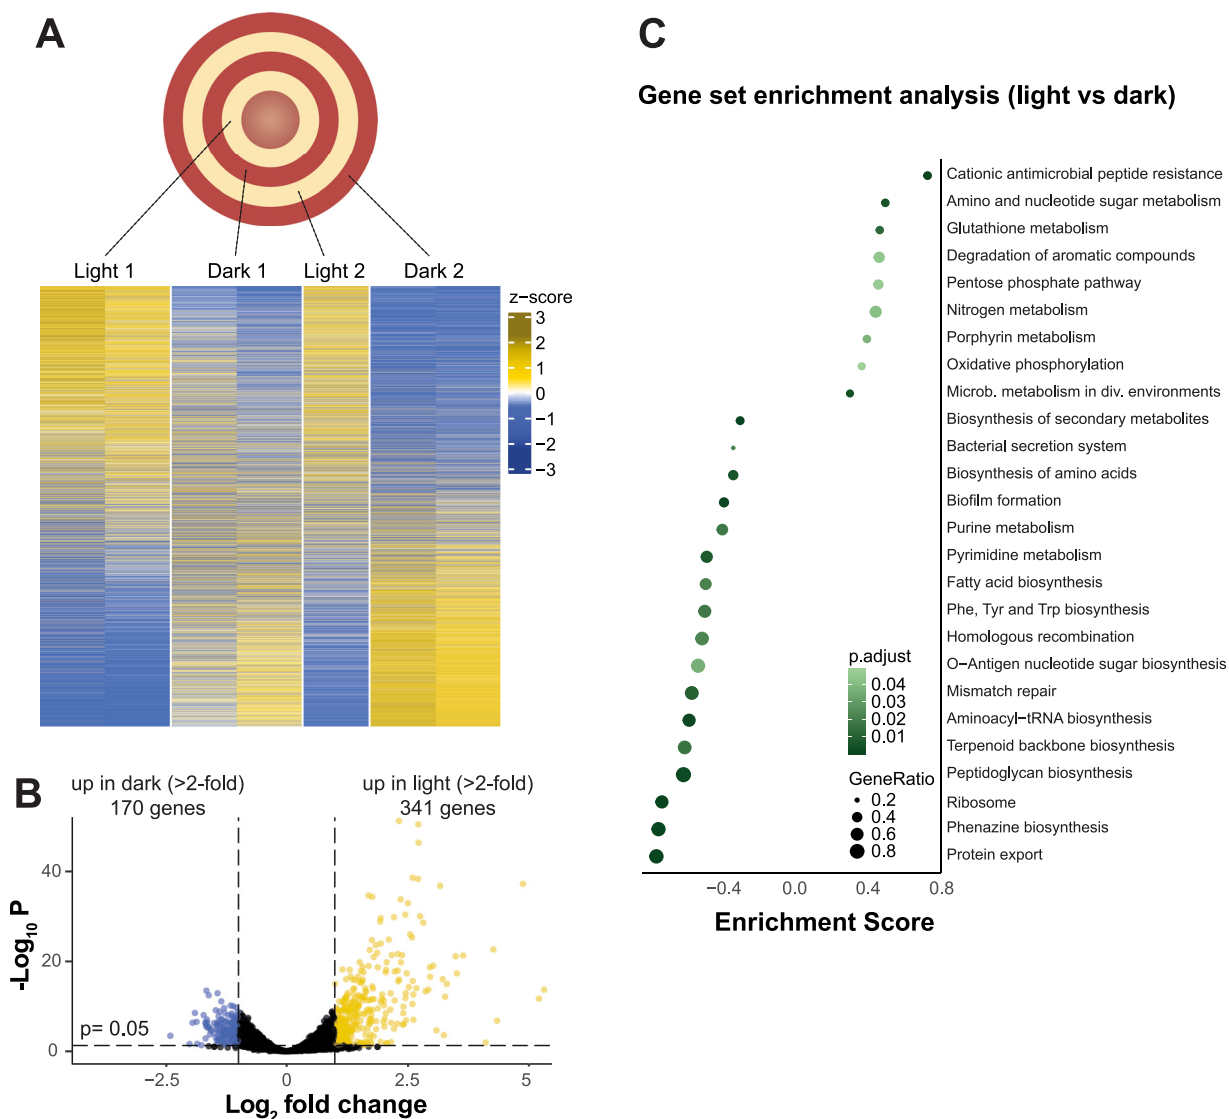 A
Light 1
Dark 1
Light 2
Dark 2
z−score
3
2
1
0
−1
−2
−3
B
up in dark (>2-fold)
170 genes
up in light (>2-fold)
341 genes
-Log10 P
40
20
0
p= 0.05
−2.5
0
2.5
5
Log2 fold change
C
Gene set enrichment analysis (light vs dark)
Cationic antimicrobial peptide resistance
Amino and nucleotide sugar metabolism
Glutathione metabolism
Degradation of aromatic compounds
Pentose phosphate pathway
Nitrogen metabolism
Porphyrin metabolism
Oxidative phosphorylation
Microb. metabolism in div. environments
Biosynthesis of secondary metabolites
Bacterial secretion system
Biosynthesis of amino acids
Biofilm formation
Purine metabolism
Pyrimidine metabolism
Fatty acid biosynthesis
Phe, Tyr and Trp biosynthesis
Homologous recombination
O−Antigen nucleotide sugar biosynthesis
Mismatch repair
Aminoacyl−tRNA biosynthesis
Terpenoid backbone biosynthesis
Peptidoglycan biosynthesis
Ribosome
Phenazine biosynthesis
Protein export
p.adjust
0.04
0.03
0.02
0.01
GeneRatio
0.2
0.4
0.6
0.8
−0.4
0.0
0.4
0.8
Enrichment Score